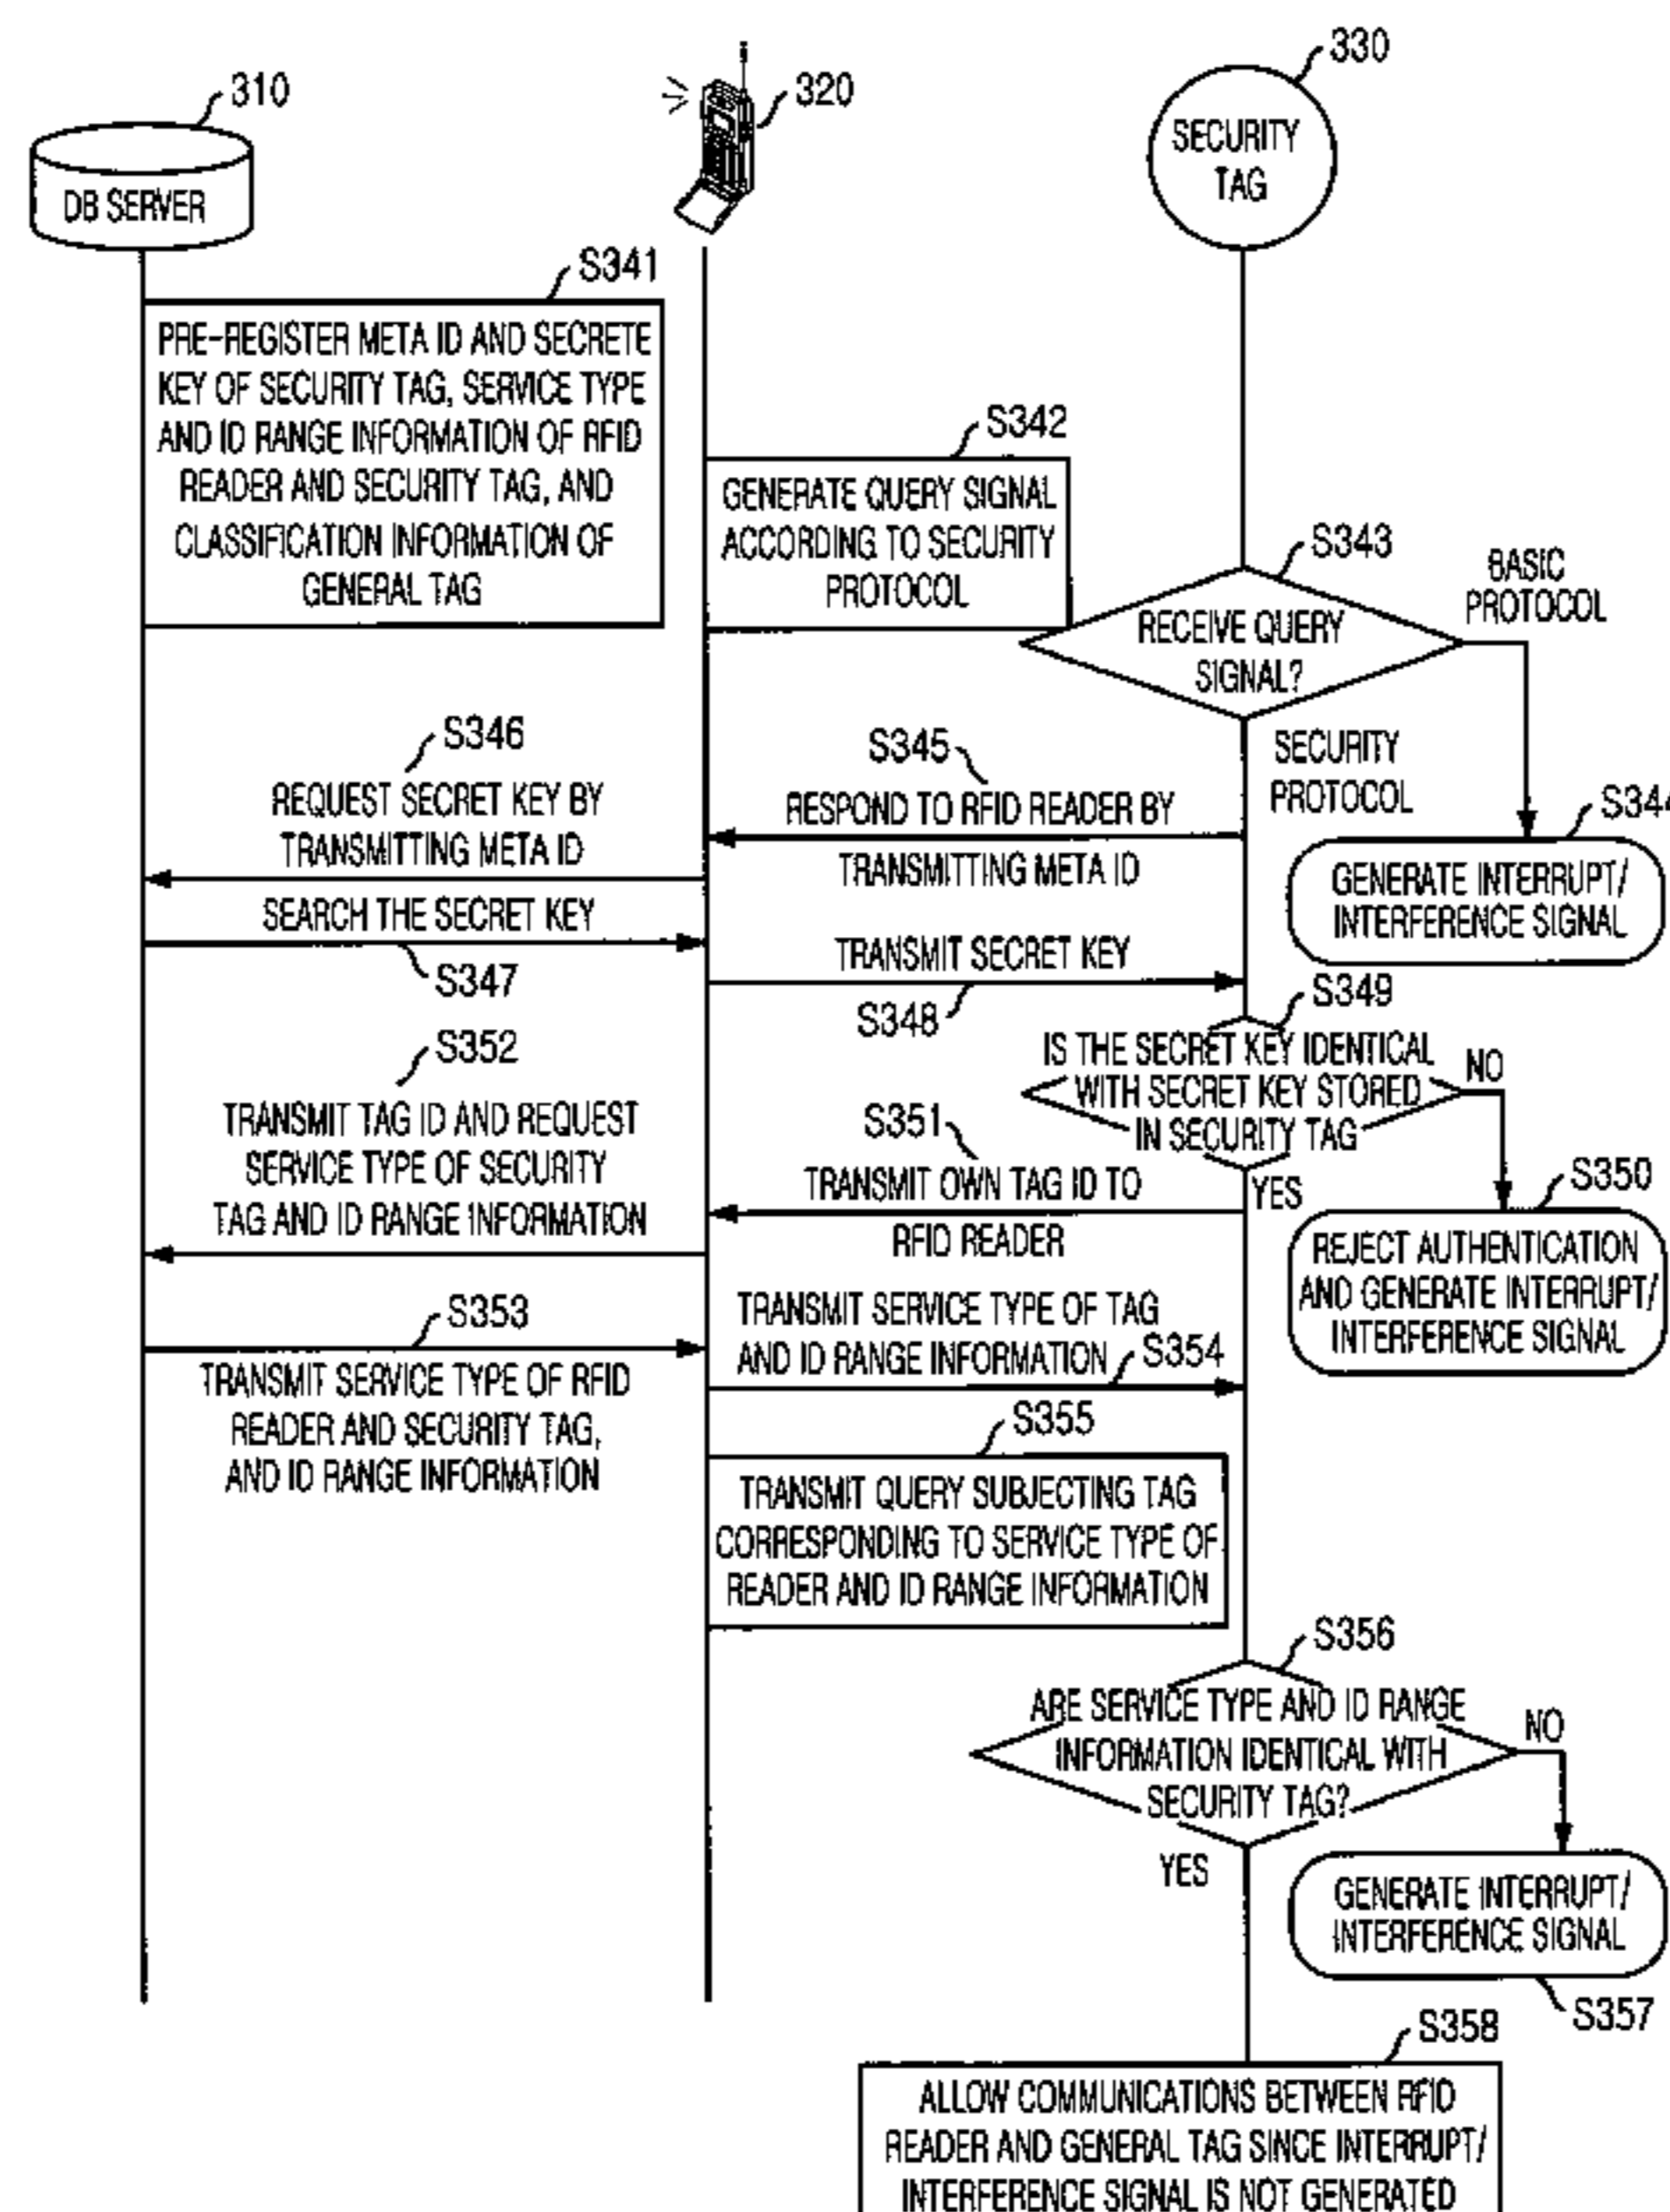 330
310
320
SECURITY
TAG
DB SERVER
S341
PRE-REGISTER META ID AND SECRETE
KEY OF SECURITY TAG, SERVICE TYPE
AND ID RANGE INFORMATION OF RFID
READER AND SECURITY TAG, AND
CLASSIFICATION INFORMATION OF
GENERAL TAG
S342
GENERATE QUERY SIGNAL
ACCORDING TO SECURITY
PROTOCOL
S343
RECEIVE QUERY
SIGNAL?
BASIC
PROTOCOL
SECURITY
PROTOCOL
S344
GENERATE INTERRUPT/
INTERFERENCE SIGNAL
S345
RESPOND TO RFID READER BY
TRANSMITTING META ID
S346
REQUEST SECRET KEY BY
TRANSMITTING META ID
SEARCH THE SECRET KEY
S347
TRANSMIT SECRET KEY
S348
S349
IS THE SECRET KEY IDENTICAL
WITH SECRET KEY STORED
IN SECURITY TAG
NO
YES
S350
REJECT AUTHENTICATION
AND GENERATE INTERRUPT/
INTERFERENCE SIGNAL
S351
TRANSMIT OWN TAG ID TO
RFID READER
S352
TRANSMIT TAG ID AND REQUEST
SERVICE TYPE OF SECURITY
TAG AND ID RANGE INFORMATION
S353
TRANSMIT SERVICE TYPE OF RFID
READER AND SECURITY TAG,
AND ID RANGE INFORMATION
TRANSMIT SERVICE TYPE OF TAG
AND ID RANGE INFORMATION
S354
S355
TRANSMIT QUERY SUBJECTING TAG
CORRESPONDING TO SERVICE TYPE OF
READER AND ID RANGE INFORMATION
S356
ARE SERVICE TYPE AND ID RANGE
INFORMATION IDENTICAL WITH
SECURITY TAG?
NO
YES
GENERATE INTERRUPT/
INTERFERENCE SIGNAL
S357
S358
ALLOW COMMUNICATIONS BETWEEN RFID
READER AND GENERAL TAG SINCE INTERRUPT/
INTERFERENCE SIGNAL IS NOT GENERATED